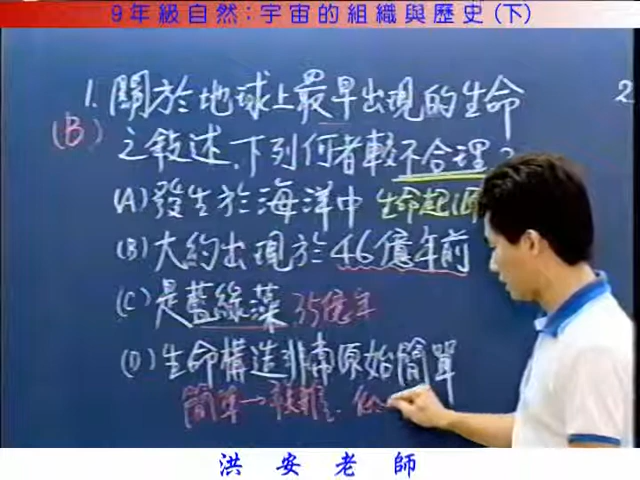 9年級自然:宇宙的組織與歷史(下)
1.關於地球上最早出現的生命
(B)之敘述,下列何者較不合理?
(A)發生於海洋中 生命起源
(B)大約出現於46億年前
(C)是藍綠藻 35億年
(D)生命構造非常原始簡單
簡單→複雜.
2
洪安老師